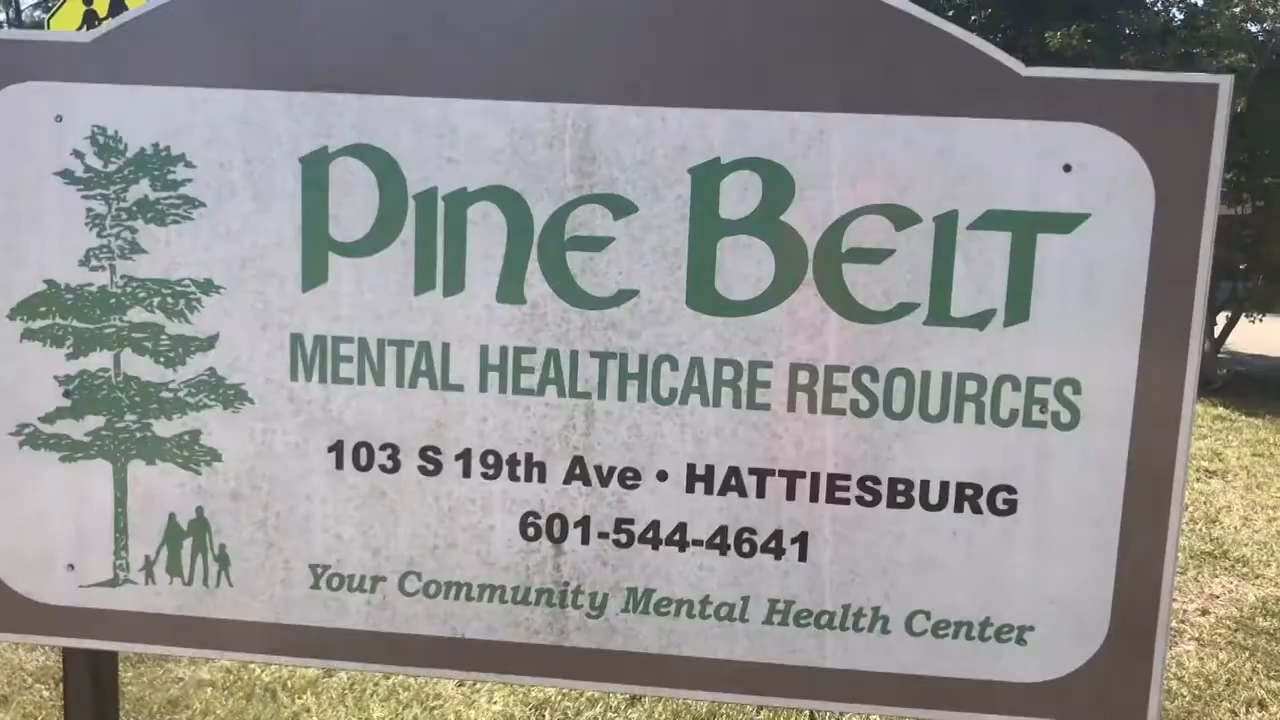 Pine Belt
MENTAL HEALTHCARE RESOURCES
103 S 19th Ave • HATTIESBURG
601-544-4641
Your Community Mental Health Center